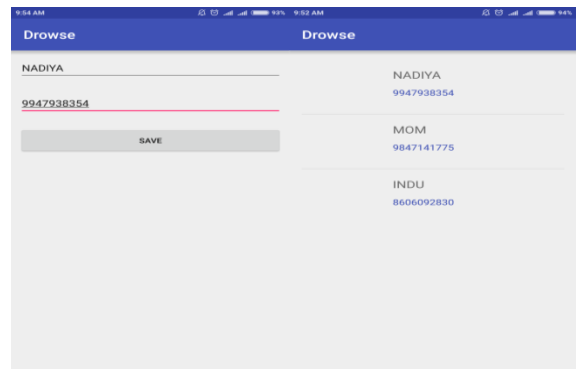 9:54 AM
93%
Drowse
NADIYA
9947938354
SAVE
9:52 AM
94%
Drowse
NADIYA
9947938354
MOM
9847141775
INDU
8606092830